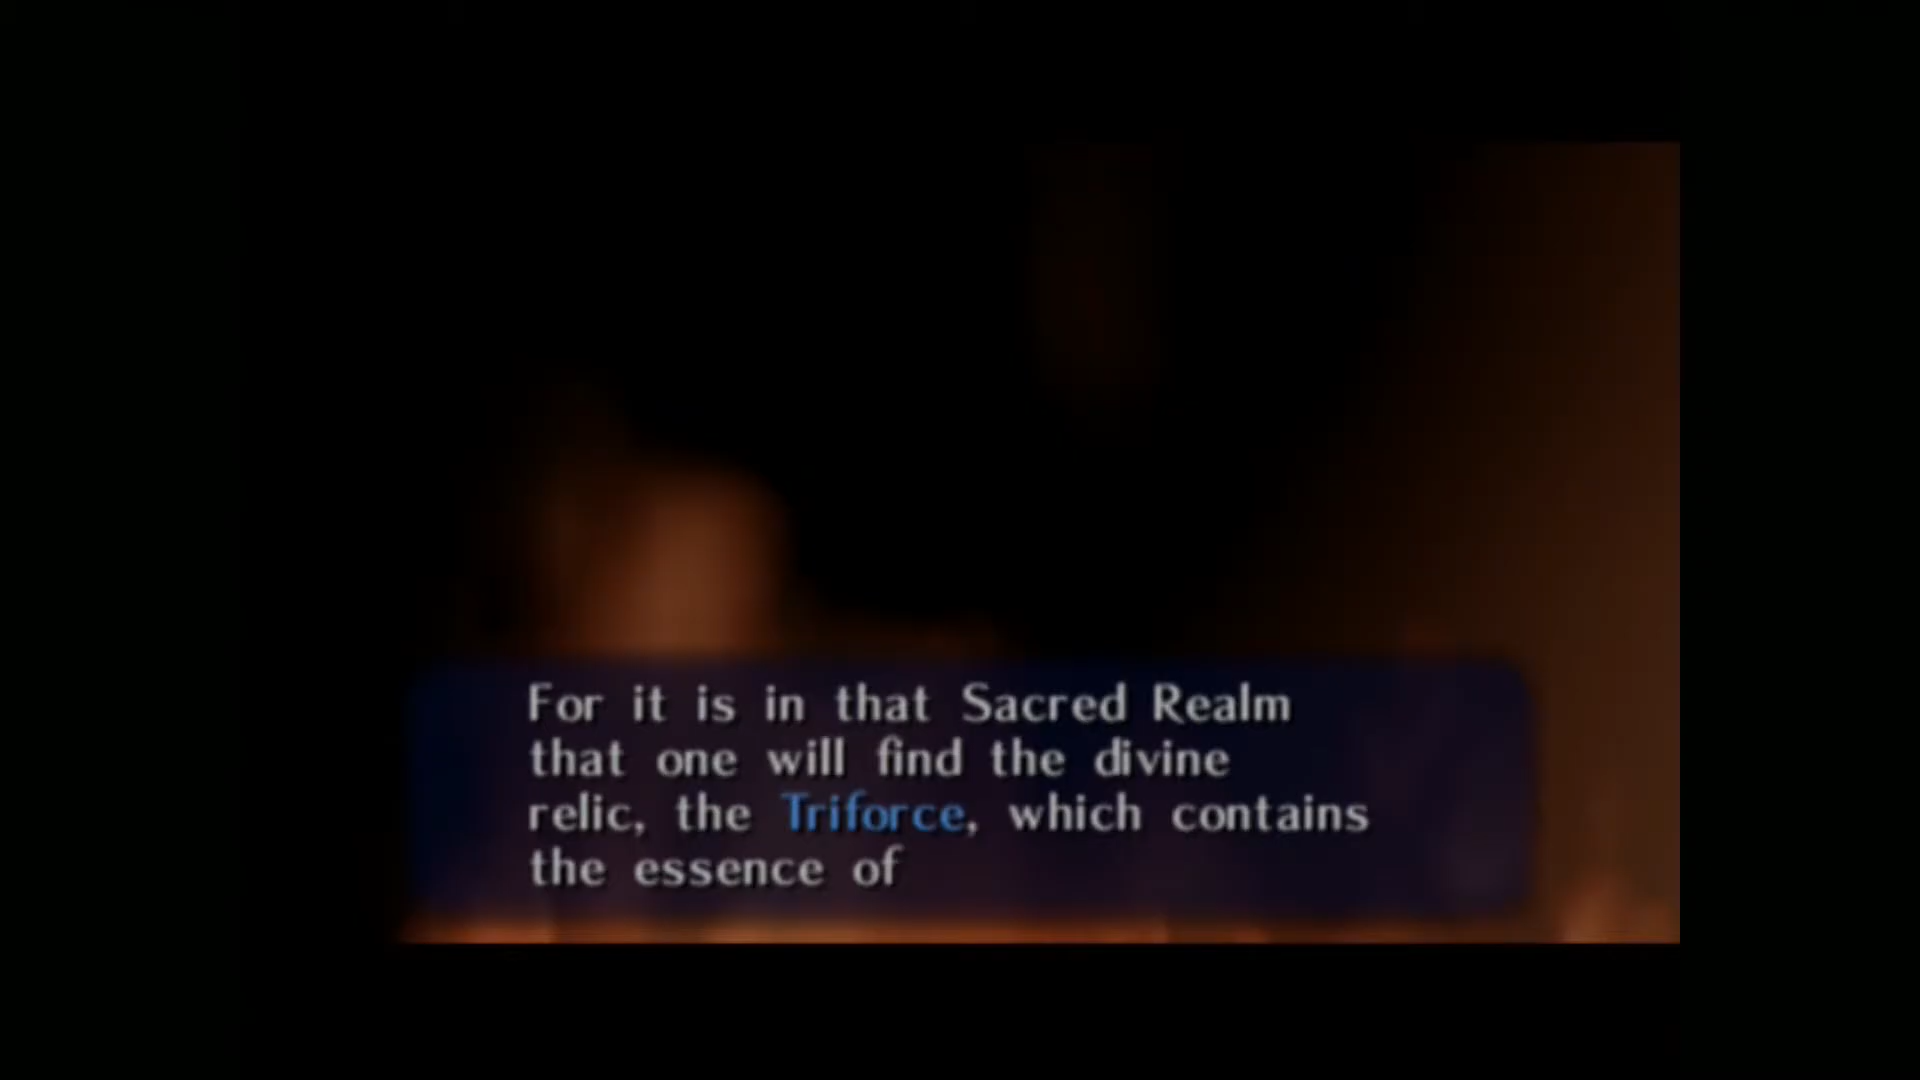 For it is in that Sacred Realm
that one will find the divine
relic, the Triforce, which contains
the essence of